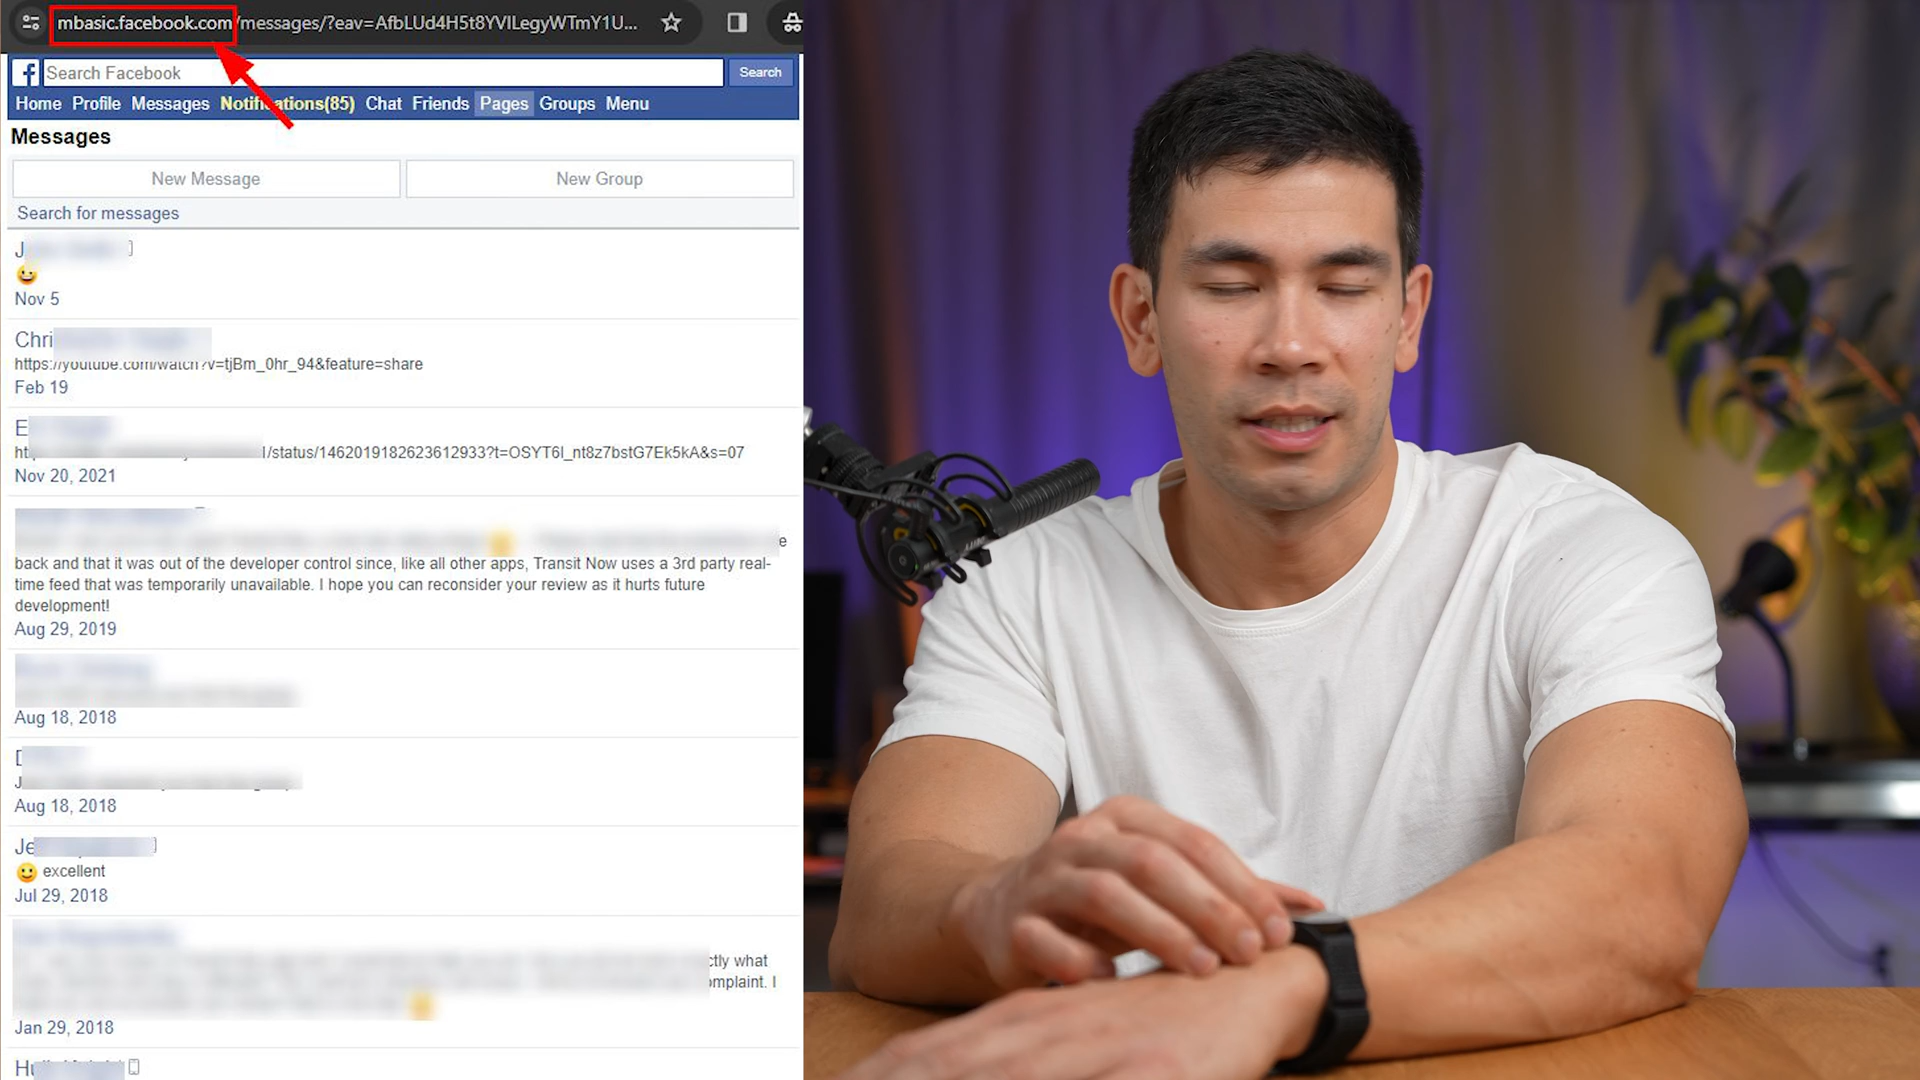 mbasic.facebook.com/messages/?eav=AfbLUd4H5t8YVILegyWTmY1U...
Search Facebook
Search
Home Profile Messages Notifications(85) Chat Friends Pages Groups Menu
Messages
New Message
New Group
Search for messages
Nov 5
Chri
https://youtube.com/watch?v=tjBm_0hr_94&feature=share
Feb 19
E
/status/1462019182623612933?t=OSYT6l_nt8z7bstG7Ek5kA&s=07
Nov 20, 2021
back and that it was out of the developer control since, like all other apps, Transit Now uses a 3rd party real-
time feed that was temporarily unavailable. I hope you can reconsider your review as it hurts future
development!
Aug 29, 2019
Aug 18, 2018
Aug 18, 2018
Je
excellent
Jul 29, 2018
what
I
Jan 29, 2018